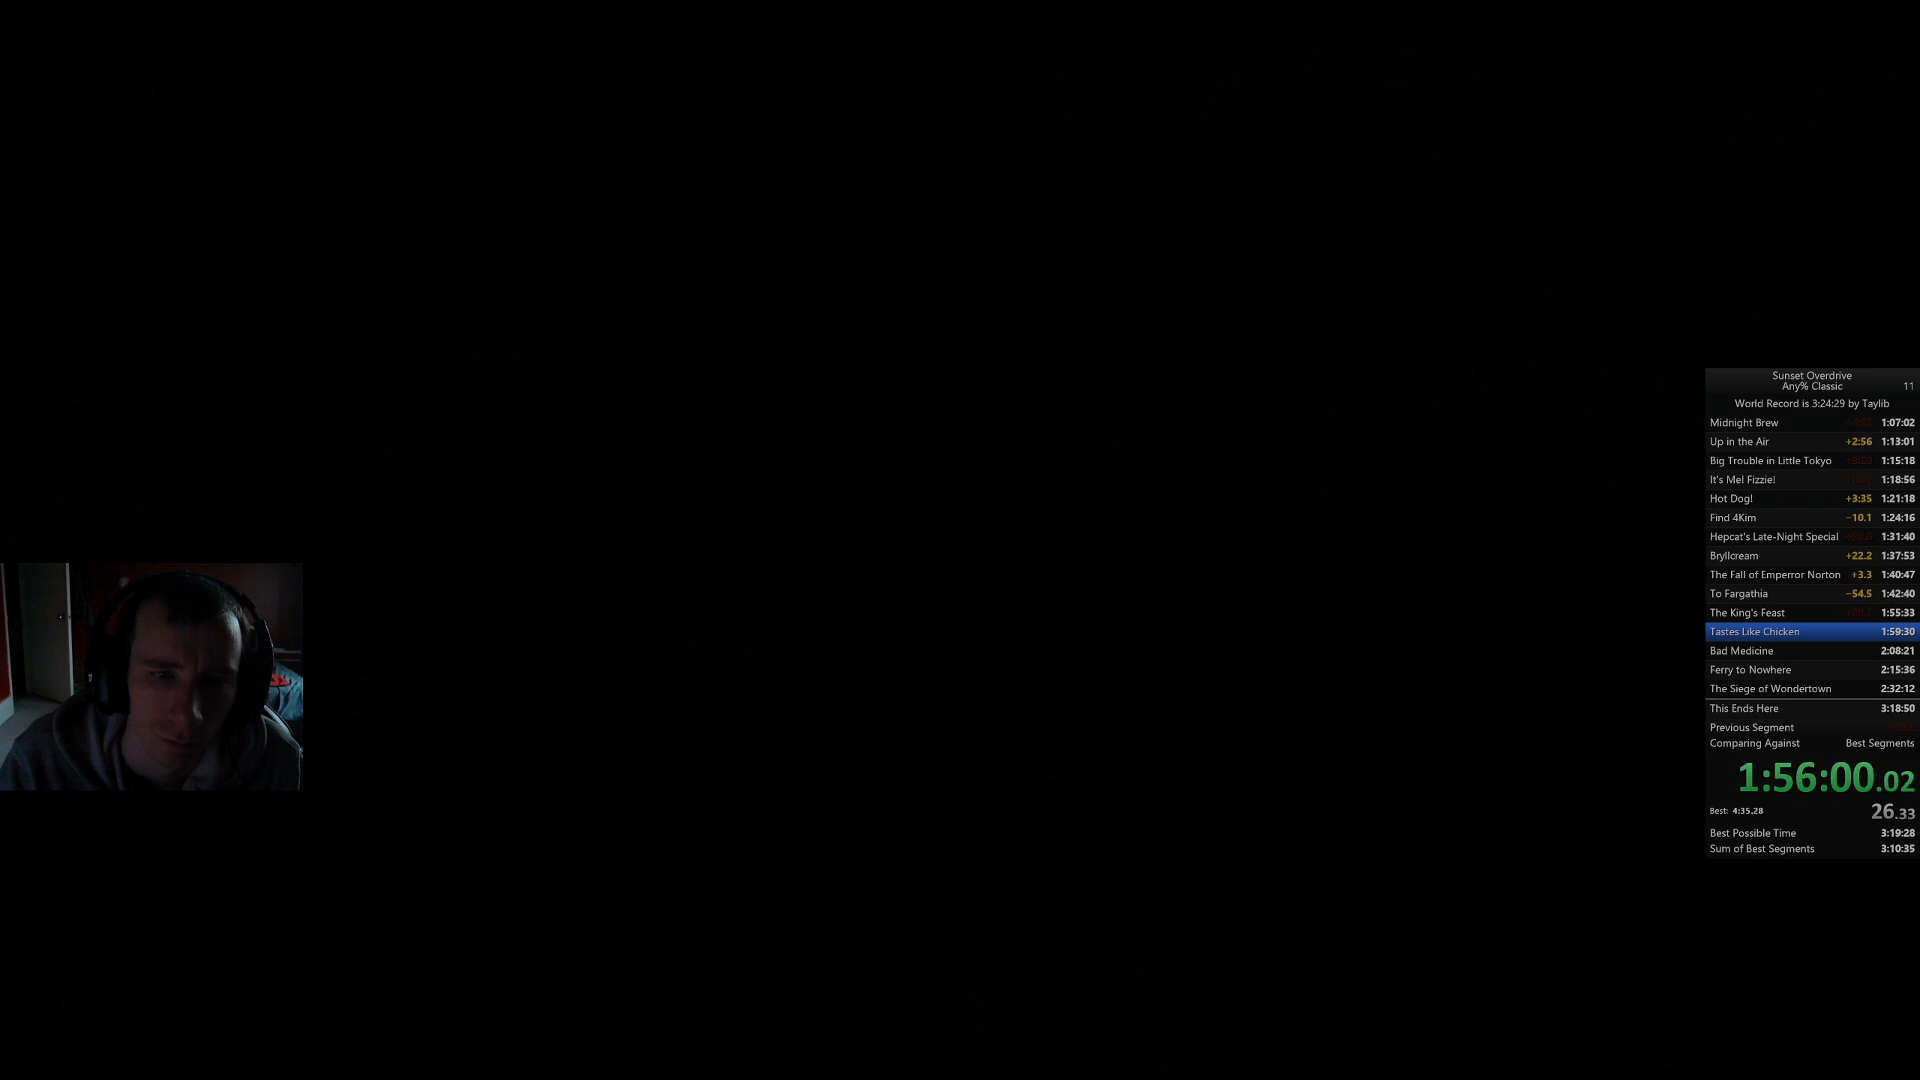 Sunset Overdrive
Any% Classic 11
World Record is 3:24:29 by Taylib
Midnight Brew 1:07:02
Up in the Air +2:56 1:13:01
Big Trouble in Little Tokyo 1:15:18
It's Me! Fizzie! 1:18:56
Hot Dog! +3:35 1:21:18
Find 4Kim −10.1 1:24:16
Hepcat's Late-Night Special 1:31:40
Bryllcream +22.2 1:37:53
The Fall of Emperror Norton +3.3 1:40:47
To Fargathia −54.5 1:42:40
The King's Feast 1:55:33
Tastes Like Chicken 1:59:30
Bad Medicine 2:08:21
Ferry to Nowhere 2:15:36
The Siege of Wondertown 2:32:12
This Ends Here 3:18:50
Previous Segment
Comparing Against Best Segments
1:56:00.02
Best: 4:35.28 26.33
Best Possible Time 3:19:28
Sum of Best Segments 3:10:35